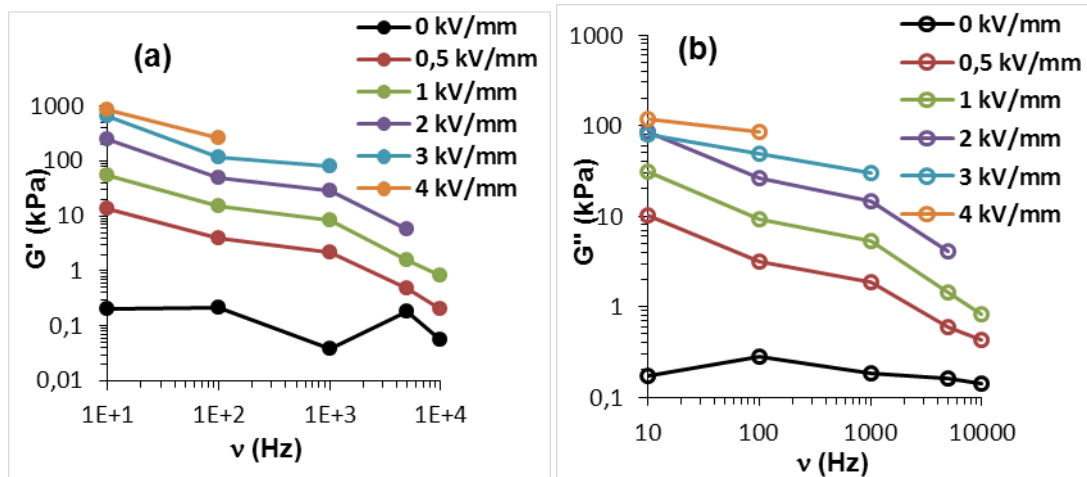 (a)
0 kV/mm
0,5 kV/mm
1 kV/mm
2 kV/mm
3 kV/mm
4 kV/mm
G' (kPa)
1000
100
10
1
0,1
0,01
1E+1 1E+2 1E+3 1E+4
ν (Hz)
(b)
0 kV/mm
0,5 kV/mm
1 kV/mm
2 kV/mm
3 kV/mm
4 kV/mm
G'' (kPa)
1000
100
10
1
0,1
10 100 1000 10000
ν (Hz)